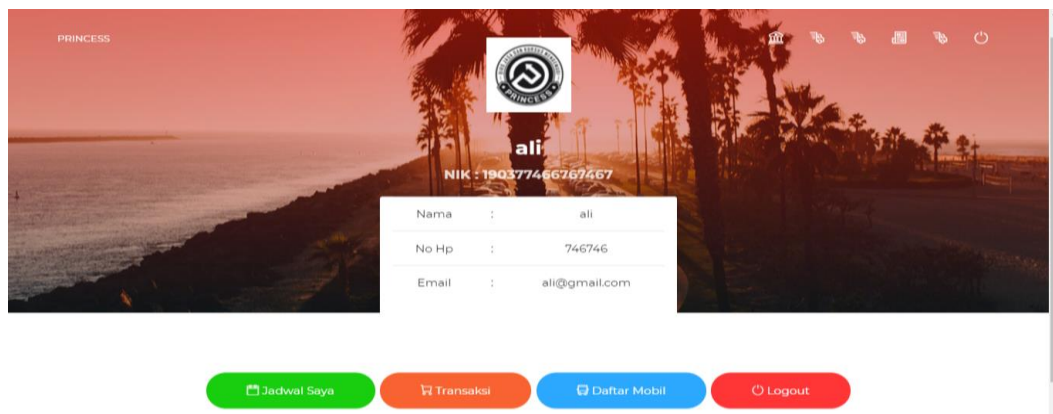 PRINCESS
PRINCESS
ali
NIK : 190377466767467
Nama : ali
No Hp : 746746
Email : ali@gmail.com
Jadwal Saya
Transaksi
Daftar Mobil
Logout